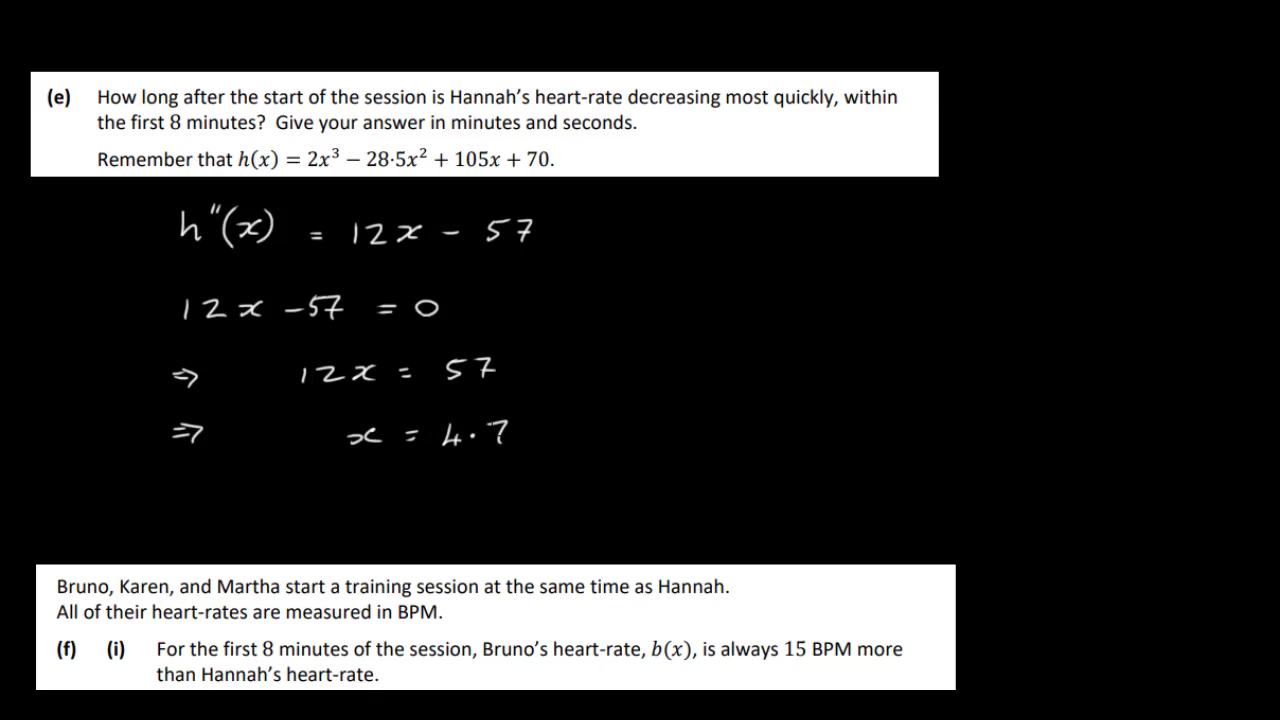 (e) How long after the start of the session is Hannah's heart-rate decreasing most quickly, within
the first 8 minutes? Give your answer in minutes and seconds.
Remember that h(x) = 2x³ − 28·5x² + 105x + 70.
h"(x) = 12x - 57
12x - 57 = 0
⇒ 12x = 57
⇒ x = 4.7
Bruno, Karen, and Martha start a training session at the same time as Hannah.
All of their heart-rates are measured in BPM.
(f) (i) For the first 8 minutes of the session, Bruno's heart-rate, b(x), is always 15 BPM more
than Hannah's heart-rate.